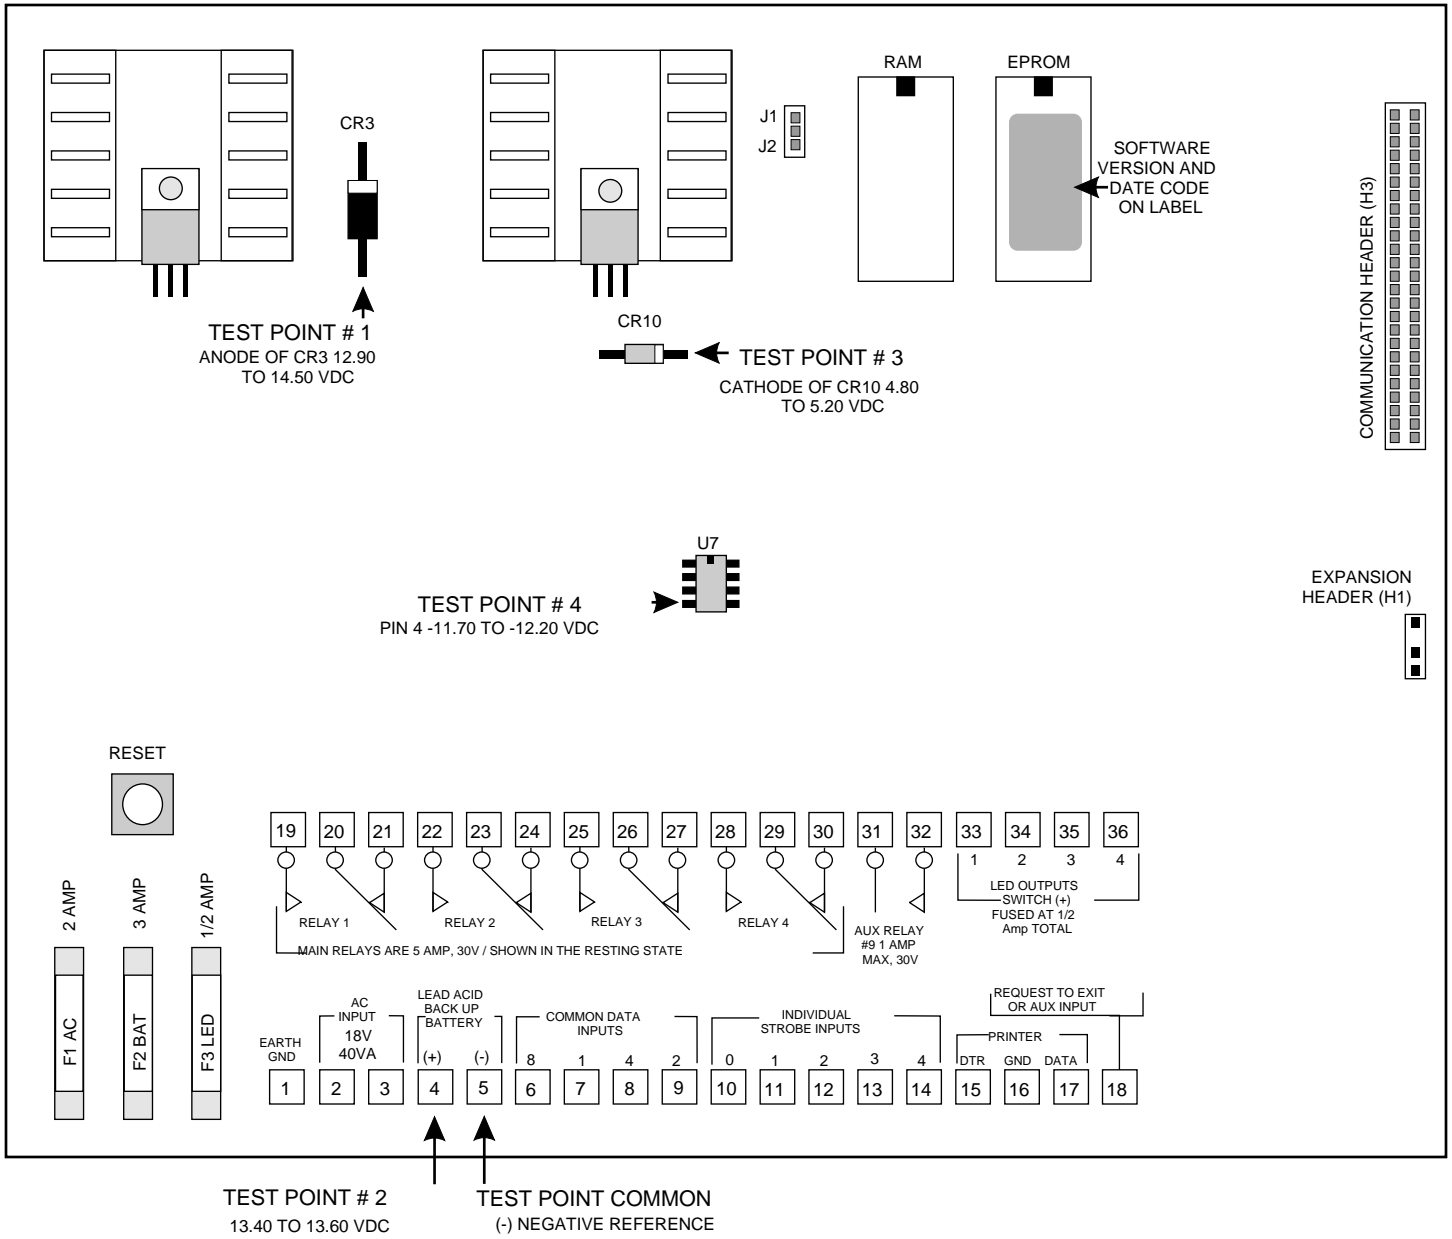 RAM
EPROM
CR3
J1
J2
SOFTWARE
VERSION AND
DATE CODE
ON LABEL
COMMUNICATION HEADER (H3)
TEST POINT # 1
ANODE OF CR3 12.90
TO 14.50 VDC
CR10
TEST POINT # 3
CATHODE OF CR10 4.80
TO 5.20 VDC
U7
TEST POINT # 4
PIN 4 -11.70 TO -12.20 VDC
EXPANSION
HEADER (H1)
RESET
2 AMP
3 AMP
1/2 AMP
F1 AC
F2 BAT
F3 LED
19 20 21 22 23 24 25 26 27 28 29 30 31 32 33 34 35 36
1 2 3 4
RELAY 1
RELAY 2
RELAY 3
RELAY 4
MAIN RELAYS ARE 5 AMP, 30V / SHOWN IN THE RESTING STATE
AUX RELAY
#9 1 AMP
MAX, 30V
LED OUTPUTS
SWITCH (+)
FUSED AT 1/2
Amp TOTAL
EARTH
GND
AC
INPUT
18V
40VA
LEAD ACID
BACK UP
BATTERY
(+) (-)
COMMON DATA
INPUTS
8 1 4 2
INDIVIDUAL
STROBE INPUTS
0 1 2 3 4
REQUEST TO EXIT
OR AUX INPUT
PRINTER
DTR GND DATA
1 2 3 4 5 6 7 8 9 10 11 12 13 14 15 16 17 18
TEST POINT # 2
13.40 TO 13.60 VDC
TEST POINT COMMON
(-) NEGATIVE REFERENCE